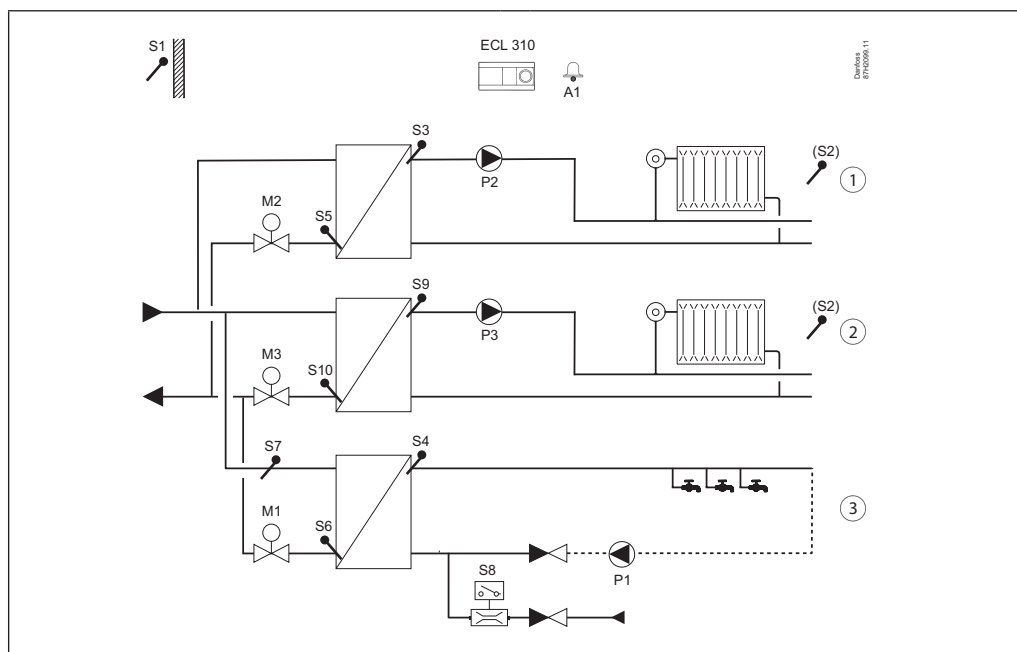 S1
ECL 310
A1
Danfoss
87H2099.11
S3
P2
(S2)
1
M2
S5
S9
P3
(S2)
2
M3
S10
S7
S4
3
M1
S6
P1
S8